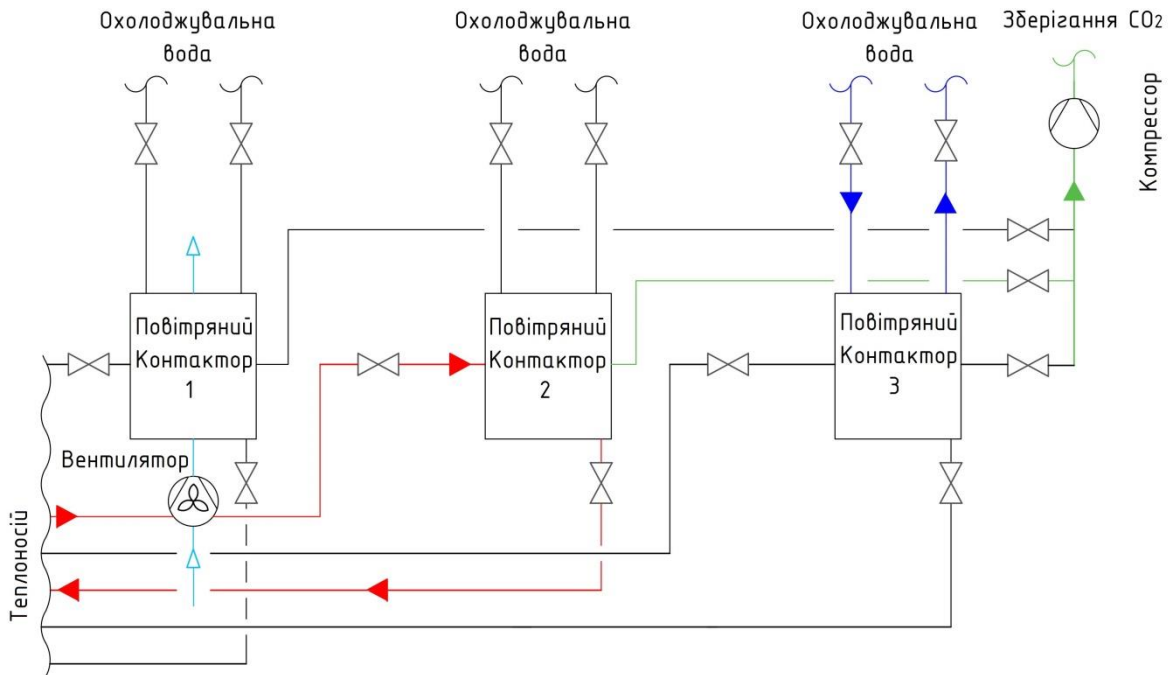 Охолоджувальна
вода
Охолоджувальна
вода
Охолоджувальна
вода
Зберігання CO2
Компрессор
Повітряний
Контактор
1
Повітряний
Контактор
2
Повітряний
Контактор
3
Вентилятор
Теплоносій